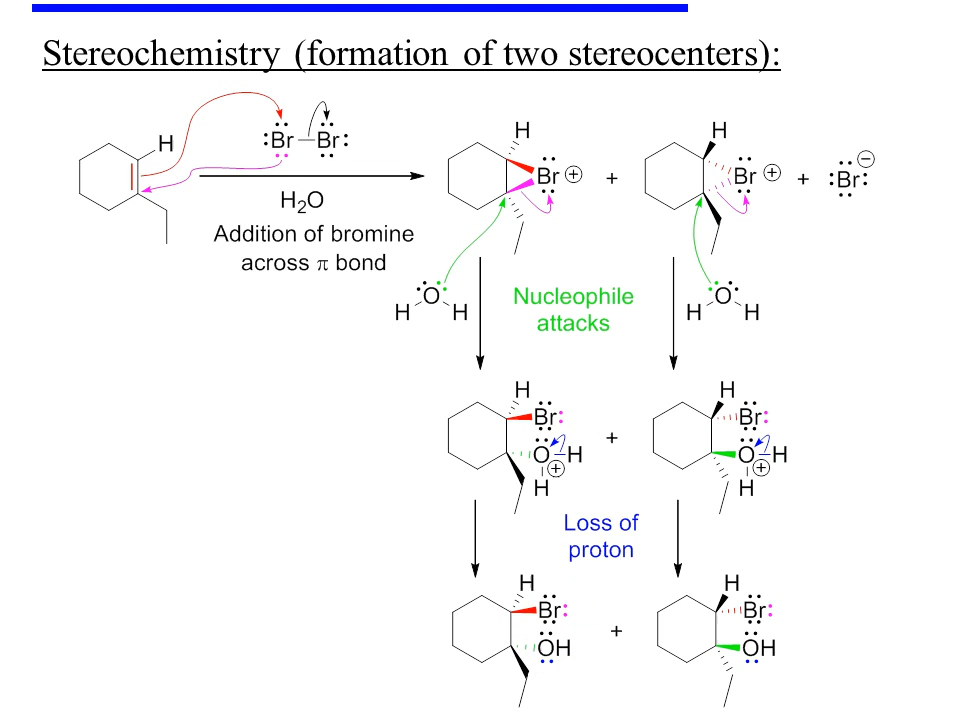 Stereochemistry (formation of two stereocenters):
H
:Br—Br:
H₂O
Addition of bromine
across π bond
H
Br ⊕
+
H
Br ⊕
+
:Br: ⊖
H O H
Nucleophile
attacks
H O H
H
Br:
O—H
⊕
H
+
H
Br:
O—H
⊕
H
Loss of
proton
H
Br:
OH
+
H
Br:
OH